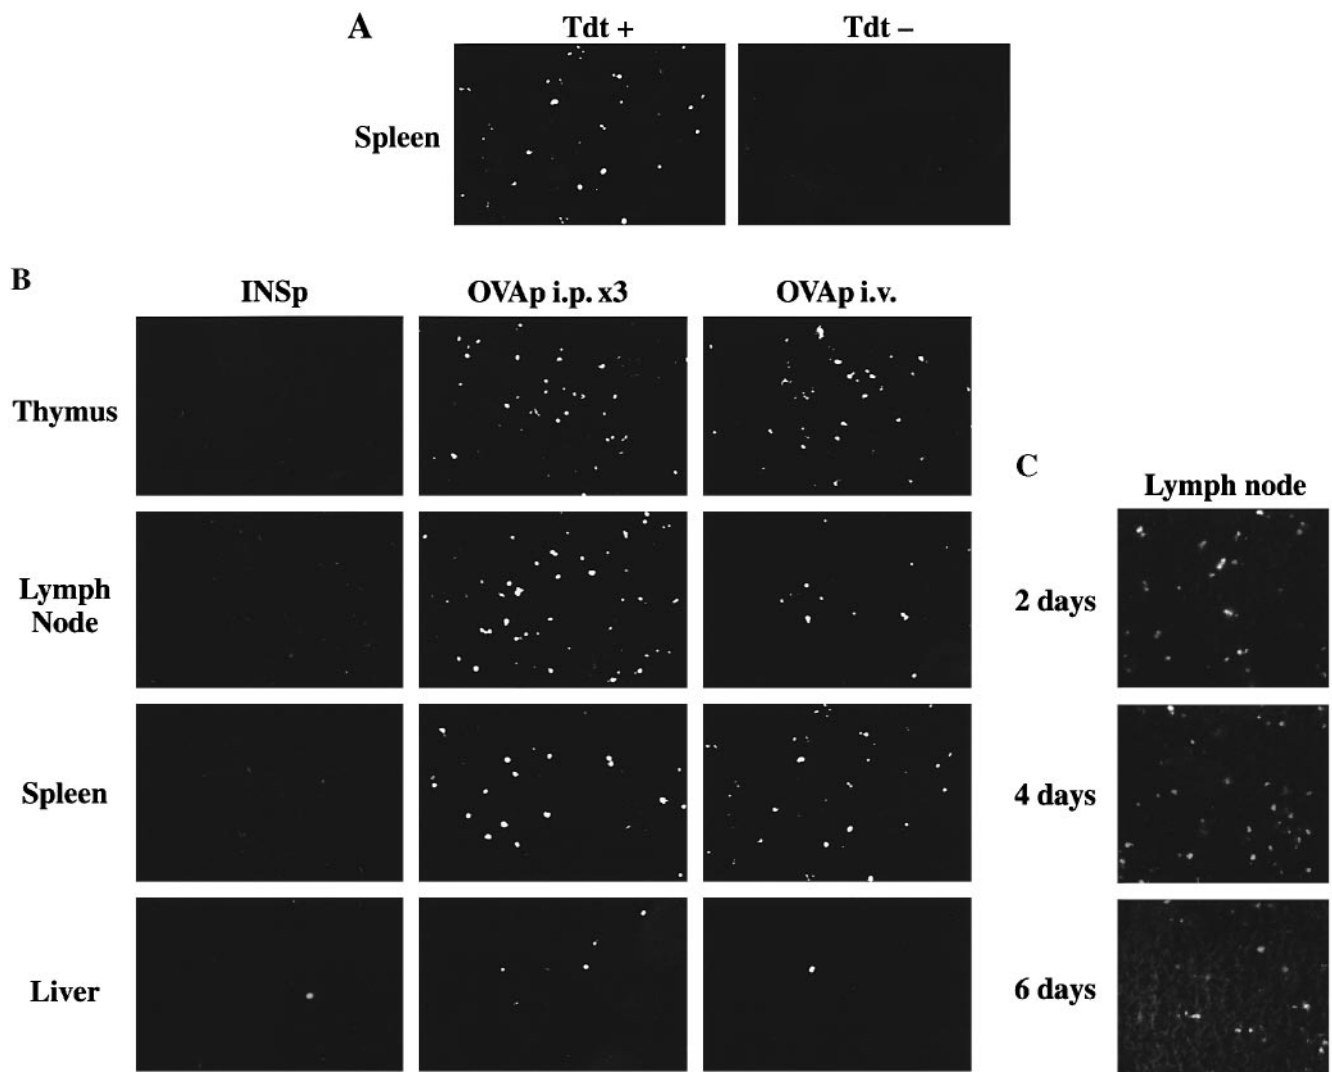 A
Tdt +
Tdt –
Spleen
B
INSp
OVAp i.p. x3
OVAp i.v.
Thymus
Lymph
Node
Spleen
Liver
C
Lymph node
2 days
4 days
6 days